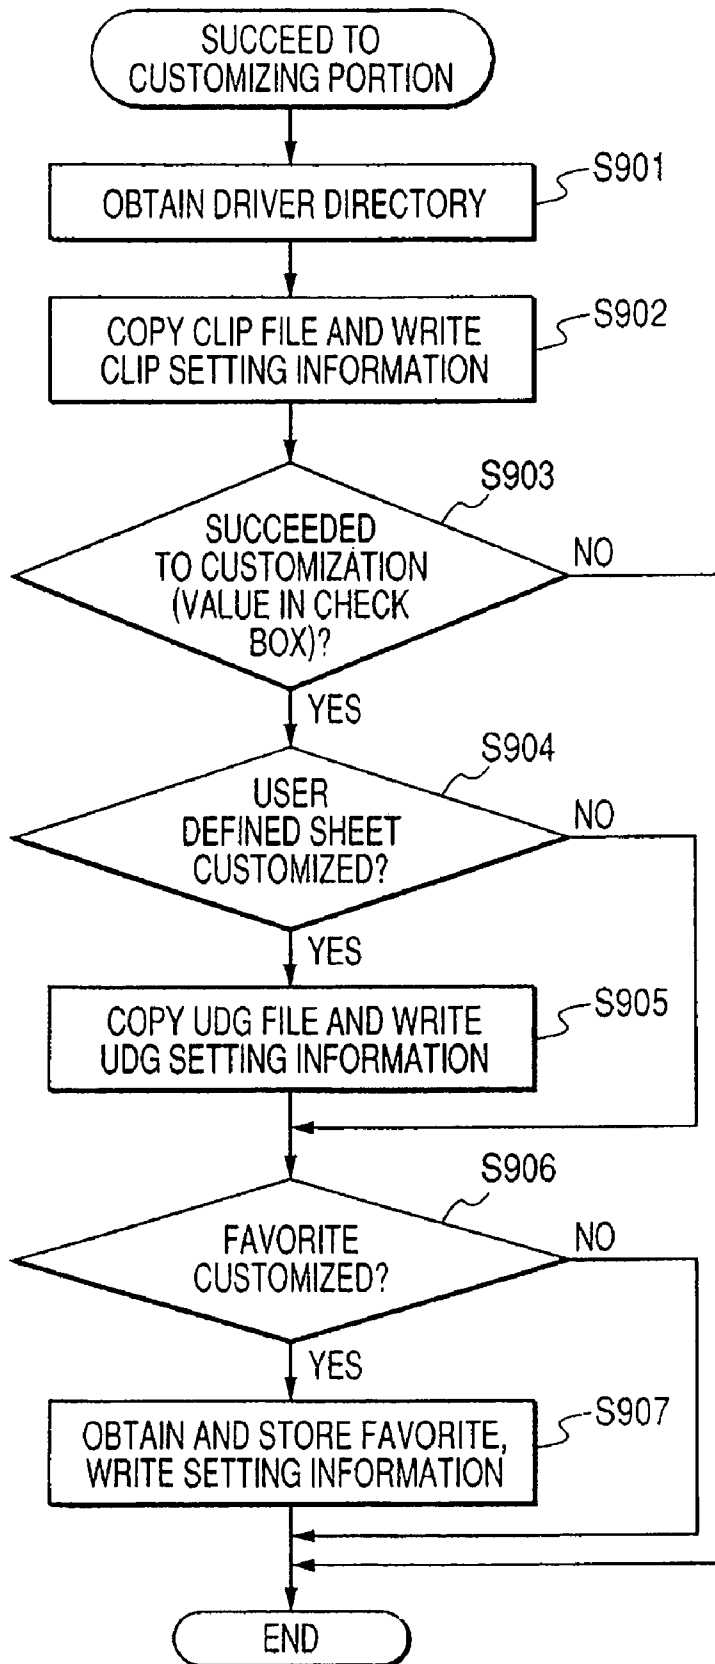 SUCCEED TO
CUSTOMIZING PORTION
S901
OBTAIN DRIVER DIRECTORY
S902
COPY CLIP FILE AND WRITE
CLIP SETTING INFORMATION
S903
SUCCEEDED
TO CUSTOMIZATION
(VALUE IN CHECK
BOX)?
NO
YES
S904
USER
DEFINED SHEET
CUSTOMIZED?
NO
YES
S905
COPY UDG FILE AND WRITE
UDG SETTING INFORMATION
S906
FAVORITE
CUSTOMIZED?
NO
YES
S907
OBTAIN AND STORE FAVORITE,
WRITE SETTING INFORMATION
END